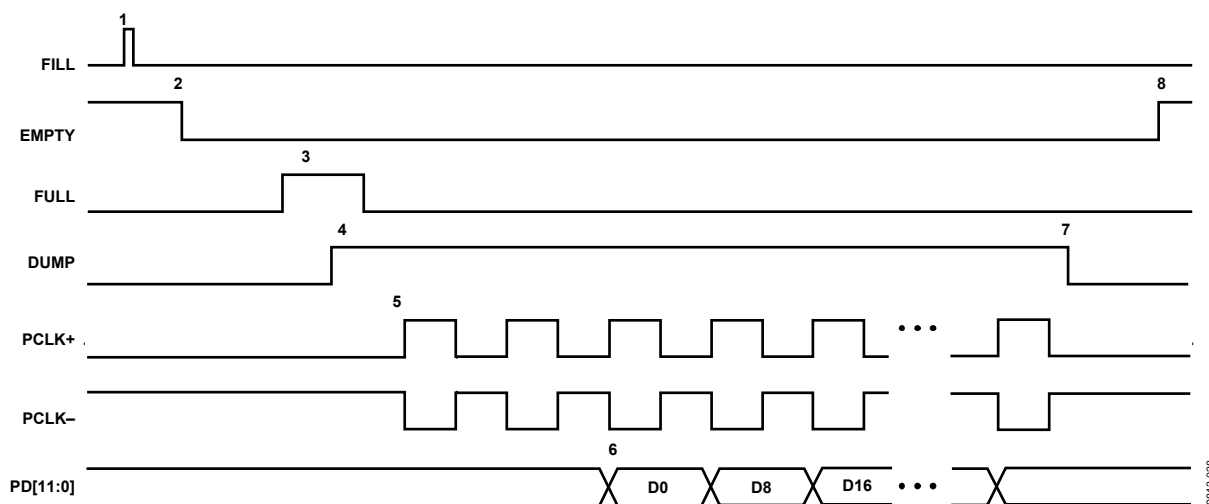 1
FILL
2
8
EMPTY
3
FULL
4
7
DUMP
5
PCLK+
PCLK–
6
PD[11:0]
D0
D8
D16